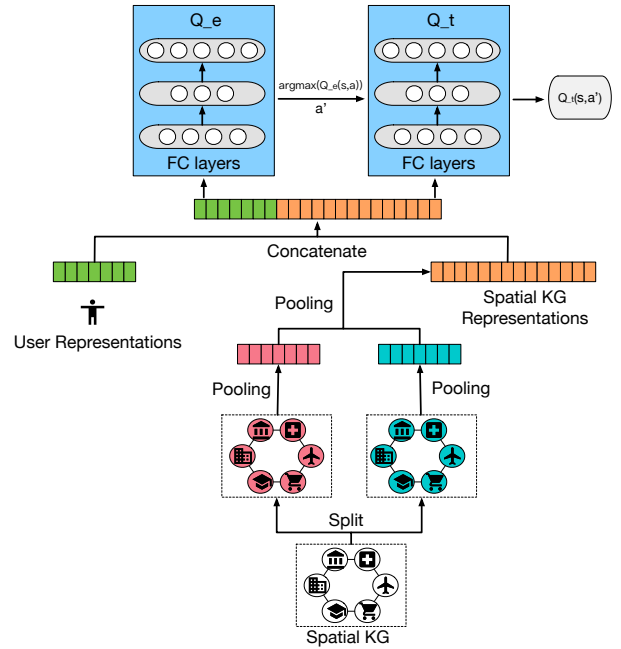 Q_e
Q_t
argmax(Q_e(s,a))
a'
Q_t(s,a')
FC layers
FC layers
Concatenate
Pooling
Spatial KG
Representations
User Representations
Pooling
Pooling
Split
Spatial KG